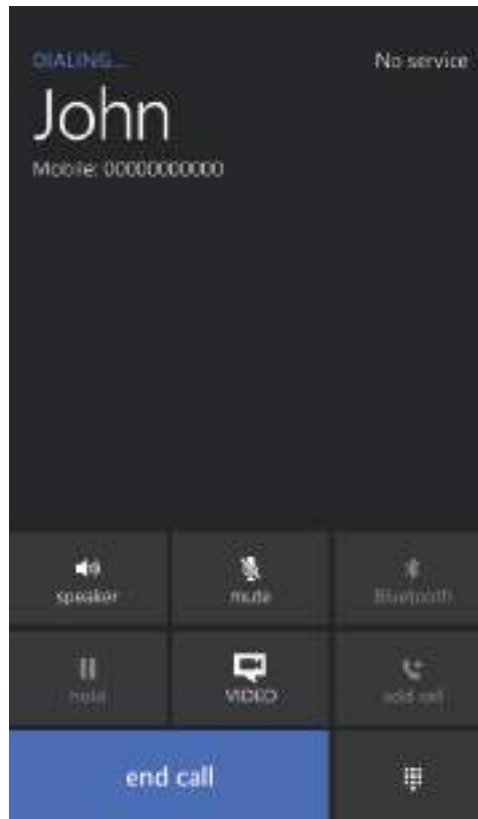 DIALING...
No service
John
Mobile: 00000000000
speaker
mute
Bluetooth
hold
VIDEO
add call
end call